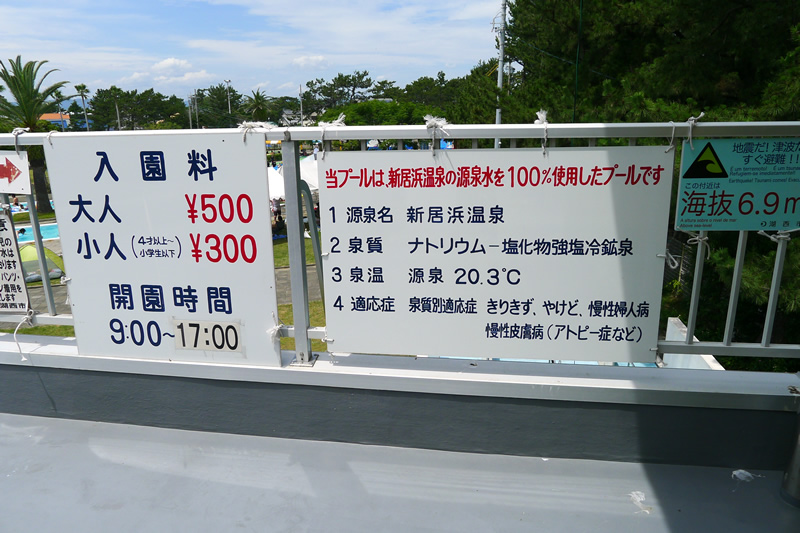 入園料
大人 ¥500
小人(4才以上~小学生以下) ¥300
開園時間
9:00~17:00
当プールは、新居浜温泉の源泉水を100%使用したプールです
1 源泉名 新居浜温泉
2 泉質 ナトリウム-塩化物強塩冷鉱泉
3 泉温 源泉 20.3℃
4 適応症 泉質別適応症 きりきず、やけど、慢性婦人病
慢性皮膚病(アトピー症など)
地震だ!津波だ
すぐ避難!!
この付近は
海抜6.9m
湖西市